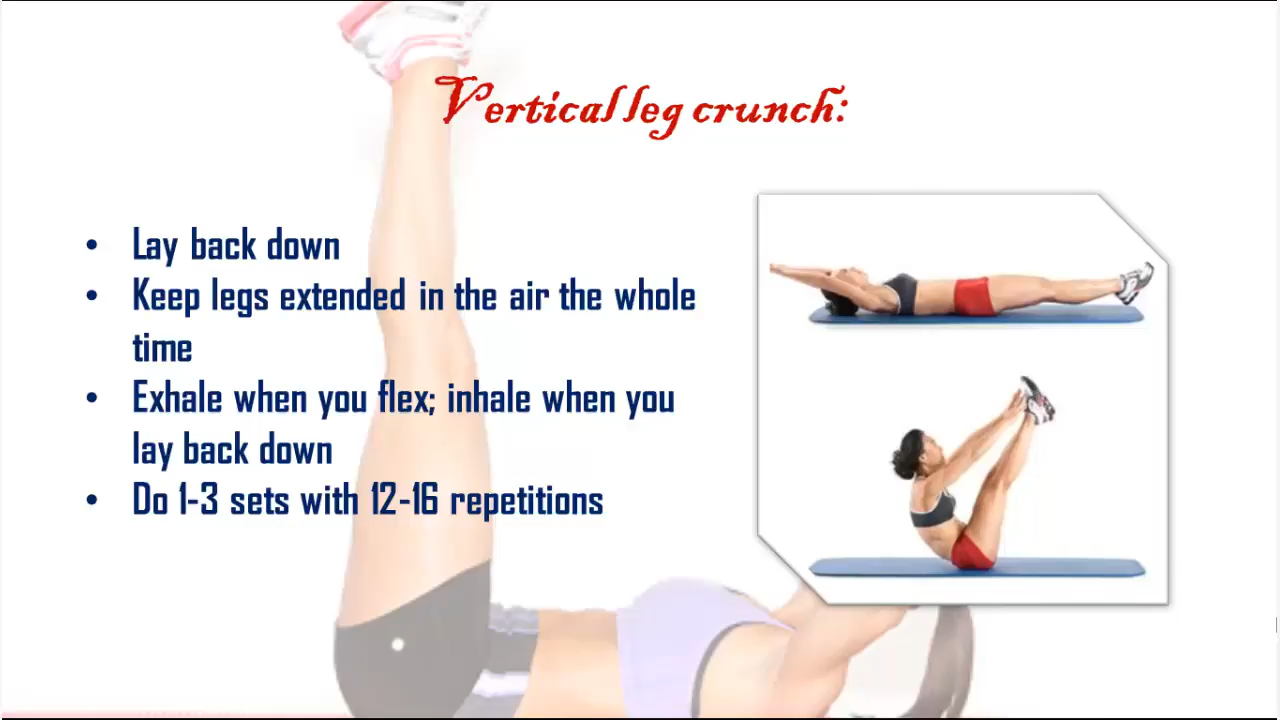 Vertical leg crunch:
• Lay back down
• Keep legs extended in the air the whole
time
• Exhale when you flex; inhale when you
lay back down
• Do 1-3 sets with 12-16 repetitions